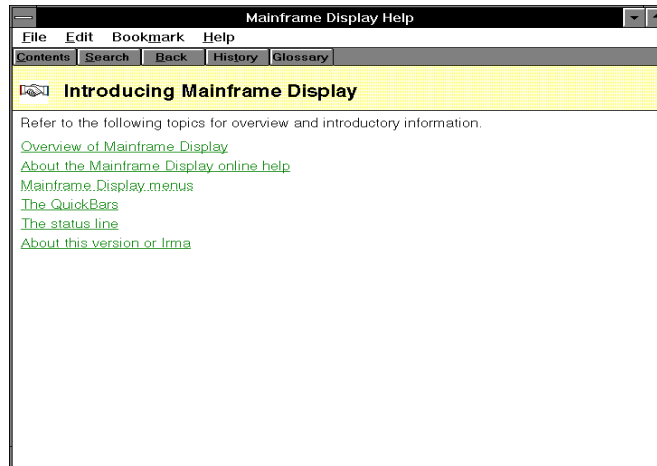 Mainframe Display Help
File Edit Bookmark Help
Contents Search Back History Glossary
Introducing Mainframe Display
Refer to the following topics for overview and introductory information.
Overview of Mainframe Display
About the Mainframe Display online help
Mainframe Display menus
The QuickBars
The status line
About this version or Irma